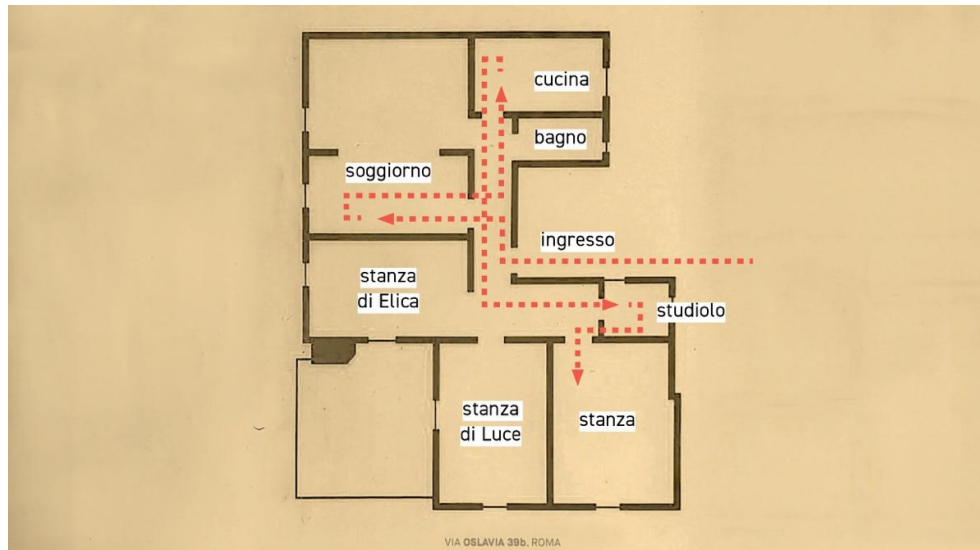 cucina
bagno
soggiorno
ingresso
stanza
di Elica
studiolo
stanza
di Luce
stanza
VIA OSLAVIA 39b, ROMA